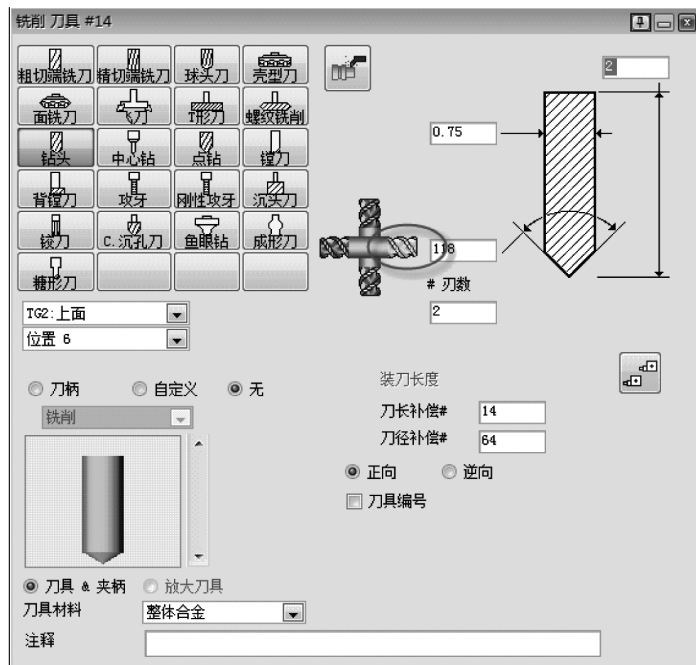 铣削 刀具 #14
粗切端铣刀 精切端铣刀 球头刀 壳型刀
面铣刀 飞刀 T形刀 螺纹铣削
钻头 中心钻 点钻 镗刀
背镗刀 攻牙 刚性攻牙 沉头刀
铰刀 C.沉孔刀 鱼眼钻 成形刀
糖形刀
2
0.75
118
# 刃数
2
TG2:上面
位置 6
刀柄 自定义 无
铣削
装刀长度
刀长补偿# 14
刀径补偿# 64
正向 逆向
刀具编号
刀具 & 夹柄 放大刀具
刀具材料 整体合金
注释